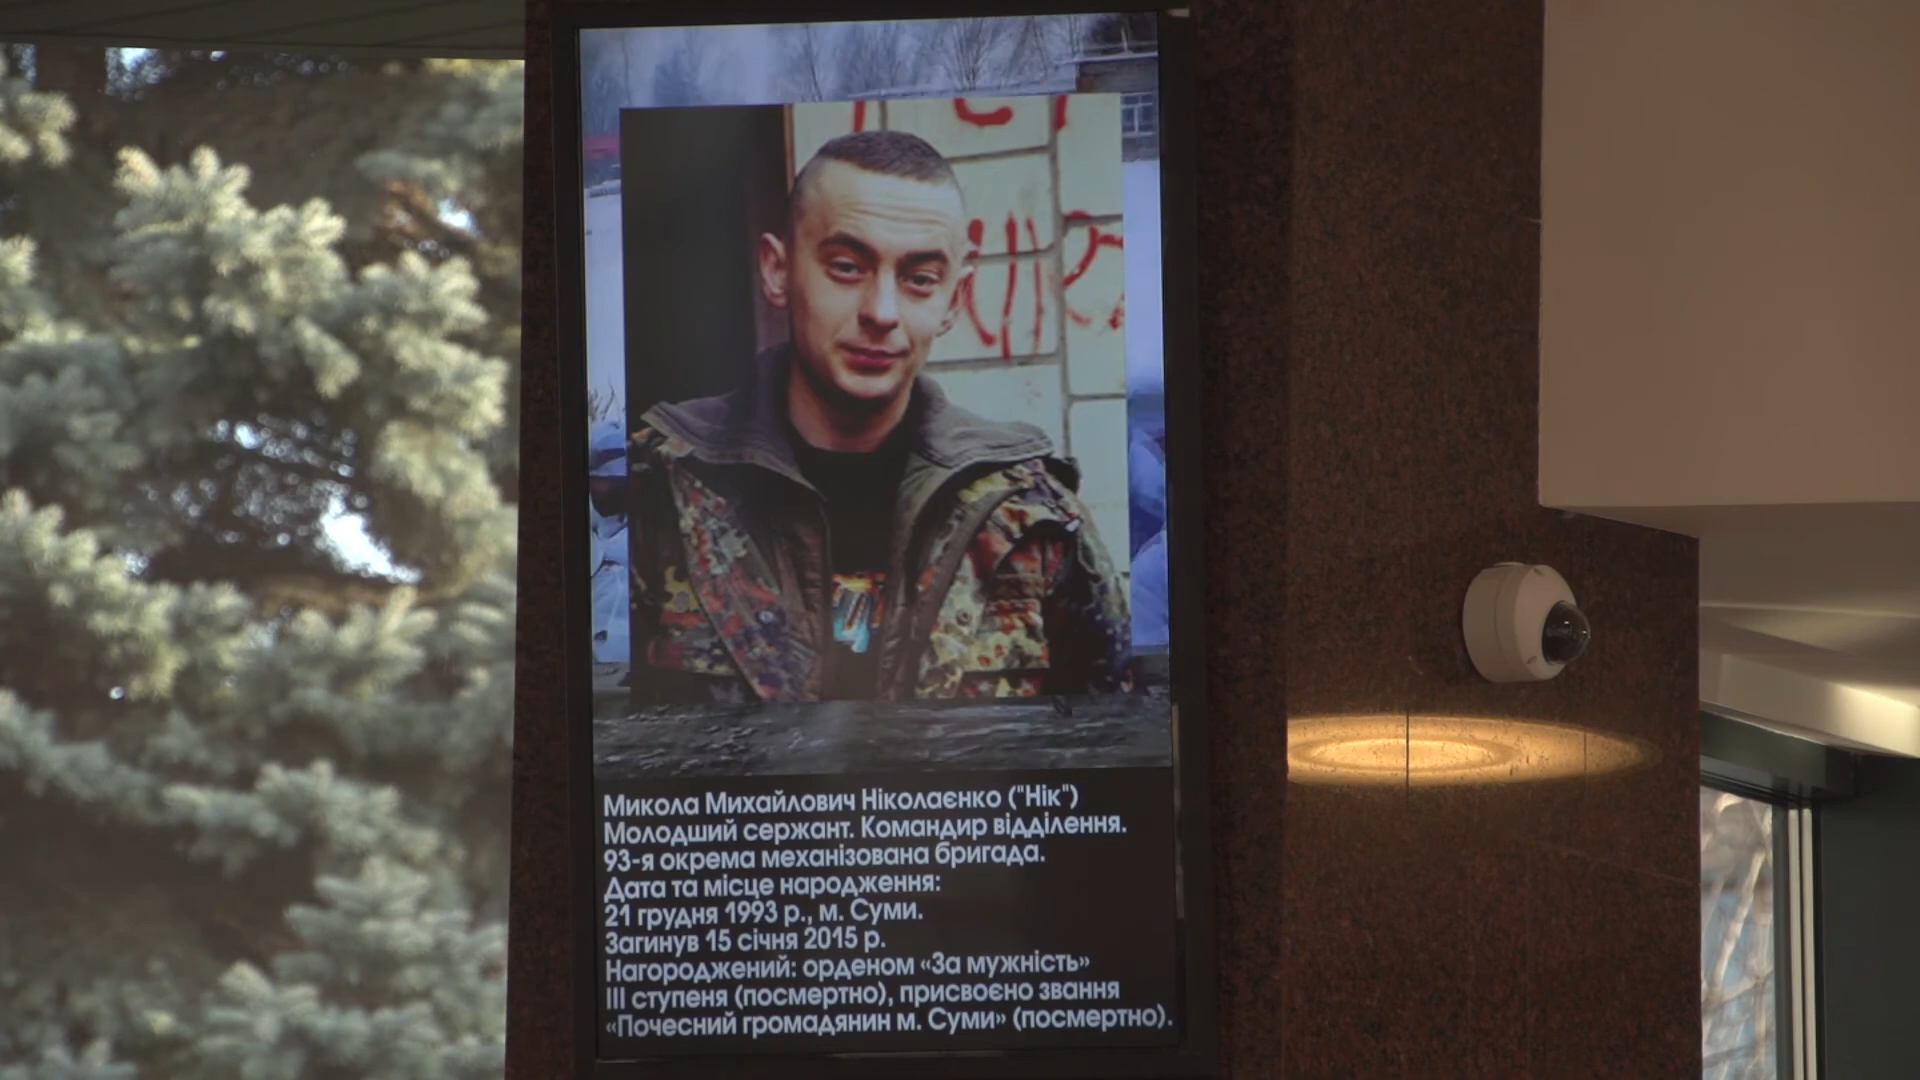 Микола Михайлович Ніколаєнко ("Нік")
Молодший сержант. Командир відділення.
93-я окрема механізована бригада.
Дата та місце народження:
21 грудня 1993 р., м. Суми.
Загинув 15 січня 2015 р.
Нагороджений: орденом «За мужність»
III ступеня (посмертно), присвоєно звання
«Почесний громадянин м. Суми» (посмертно).